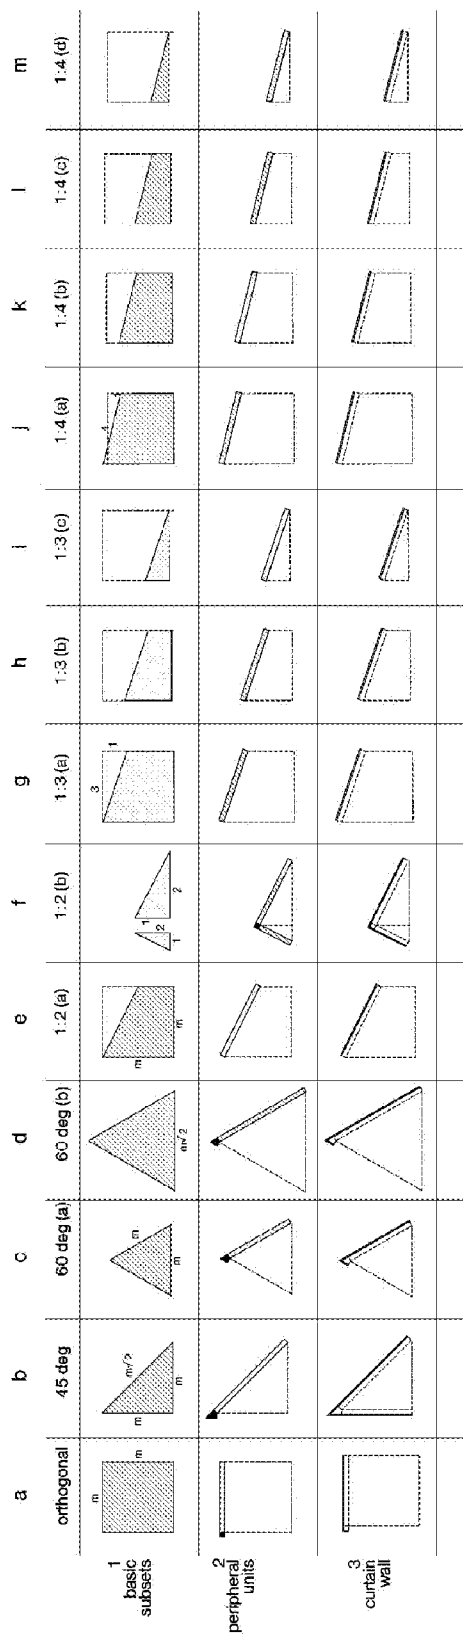 a b c d e f g h i j k l m
orthogonal 45 deg 60 deg (a) 60 deg (b) 1:2 (a) 1:2 (b) 1:3 (a) 1:3 (b) 1:3 (c) 1:4 (a) 1:4 (b) 1:4 (c) 1:4 (d)
1
basic
subsets
m
m
m
m√2
m
m
m
m√2
m
m
1
2
1
2
3
1
4
2
peripheral
units
3
curtain
wall